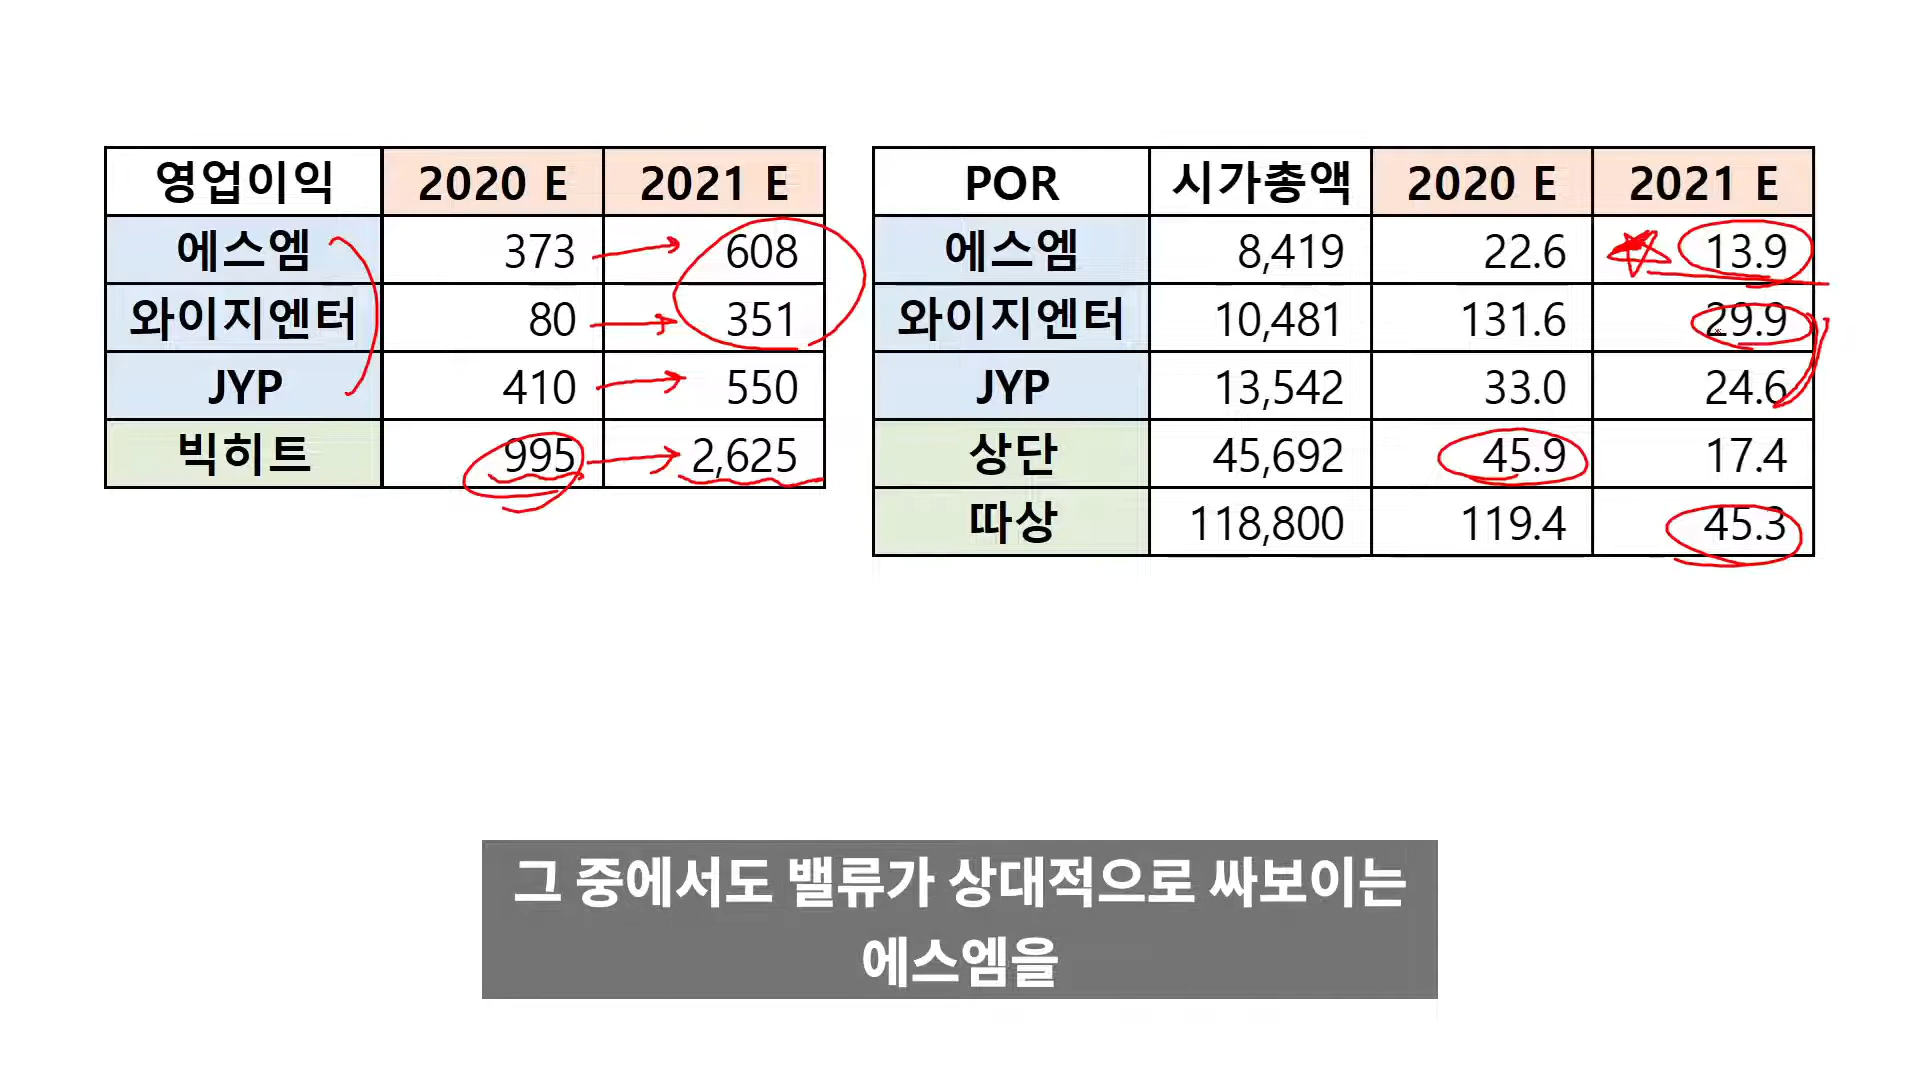 영업이익 2020 E 2021 E
에스엠 373 608
와이지엔터 80 351
JYP 410 550
빅히트 995 2,625
POR 시가총액 2020 E 2021 E
에스엠 8,419 22.6 13.9
와이지엔터 10,481 131.6 29.9
JYP 13,542 33.0 24.6
상단 45,692 45.9 17.4
따상 118,800 119.4 45.3
그 중에서도 밸류가 상대적으로 싸보이는
에스엠을